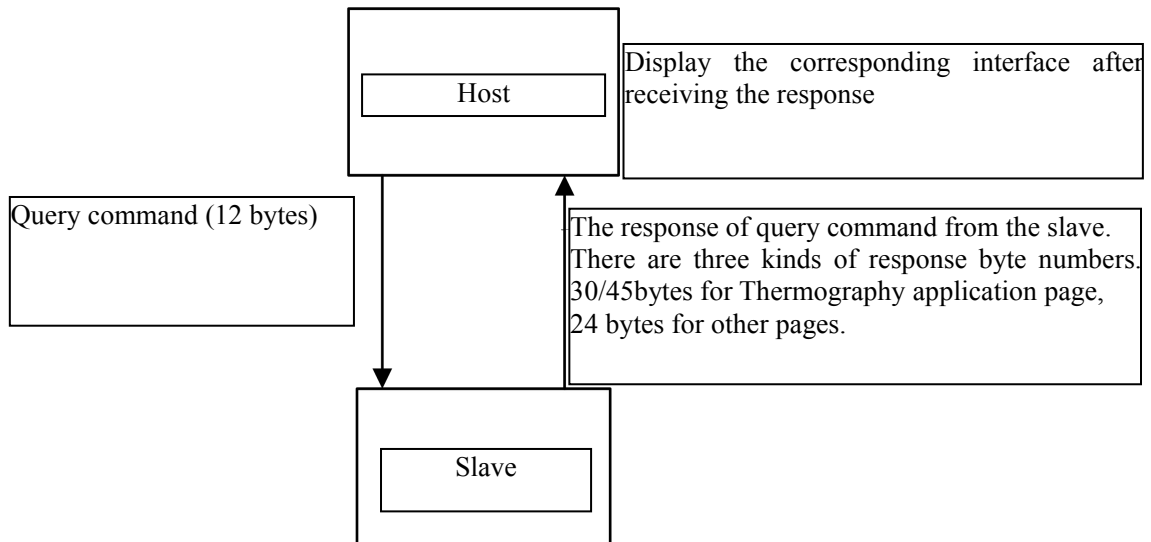 Host
Display the corresponding interface after
receiving the response
Query command (12 bytes)
The response of query command from the slave.
There are three kinds of response byte numbers.
30/45bytes for Thermography application page,
24 bytes for other pages.
Slave